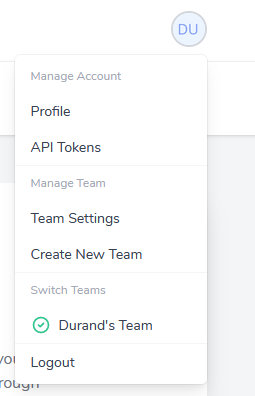 DU
Manage Account
Profile
API Tokens
Manage Team
Team Settings
Create New Team
Switch Teams
Durand's Team
Logout